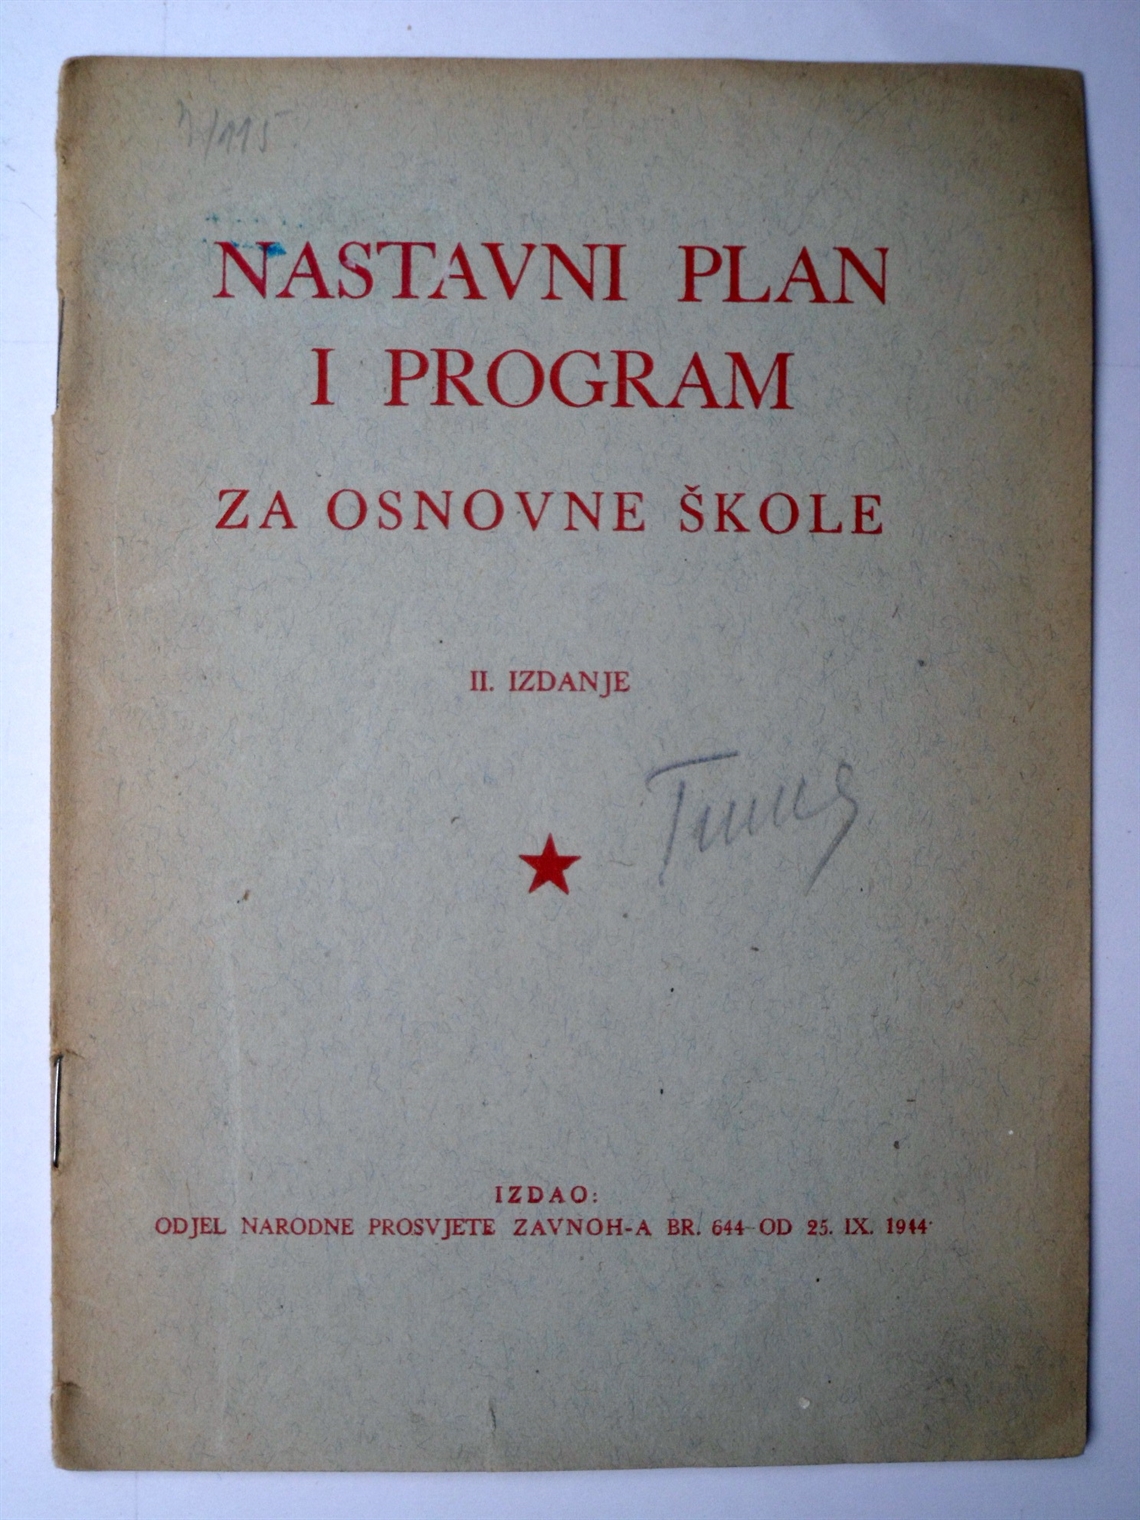 NASTAVNI PLAN
I PROGRAM
ZA OSNOVNE ŠKOLE
II. IZDANJE
IZDAO:
ODJEL NARODNE PROSVJETE ZAVNOH-A BR. 644 OD 25. IX. 1944